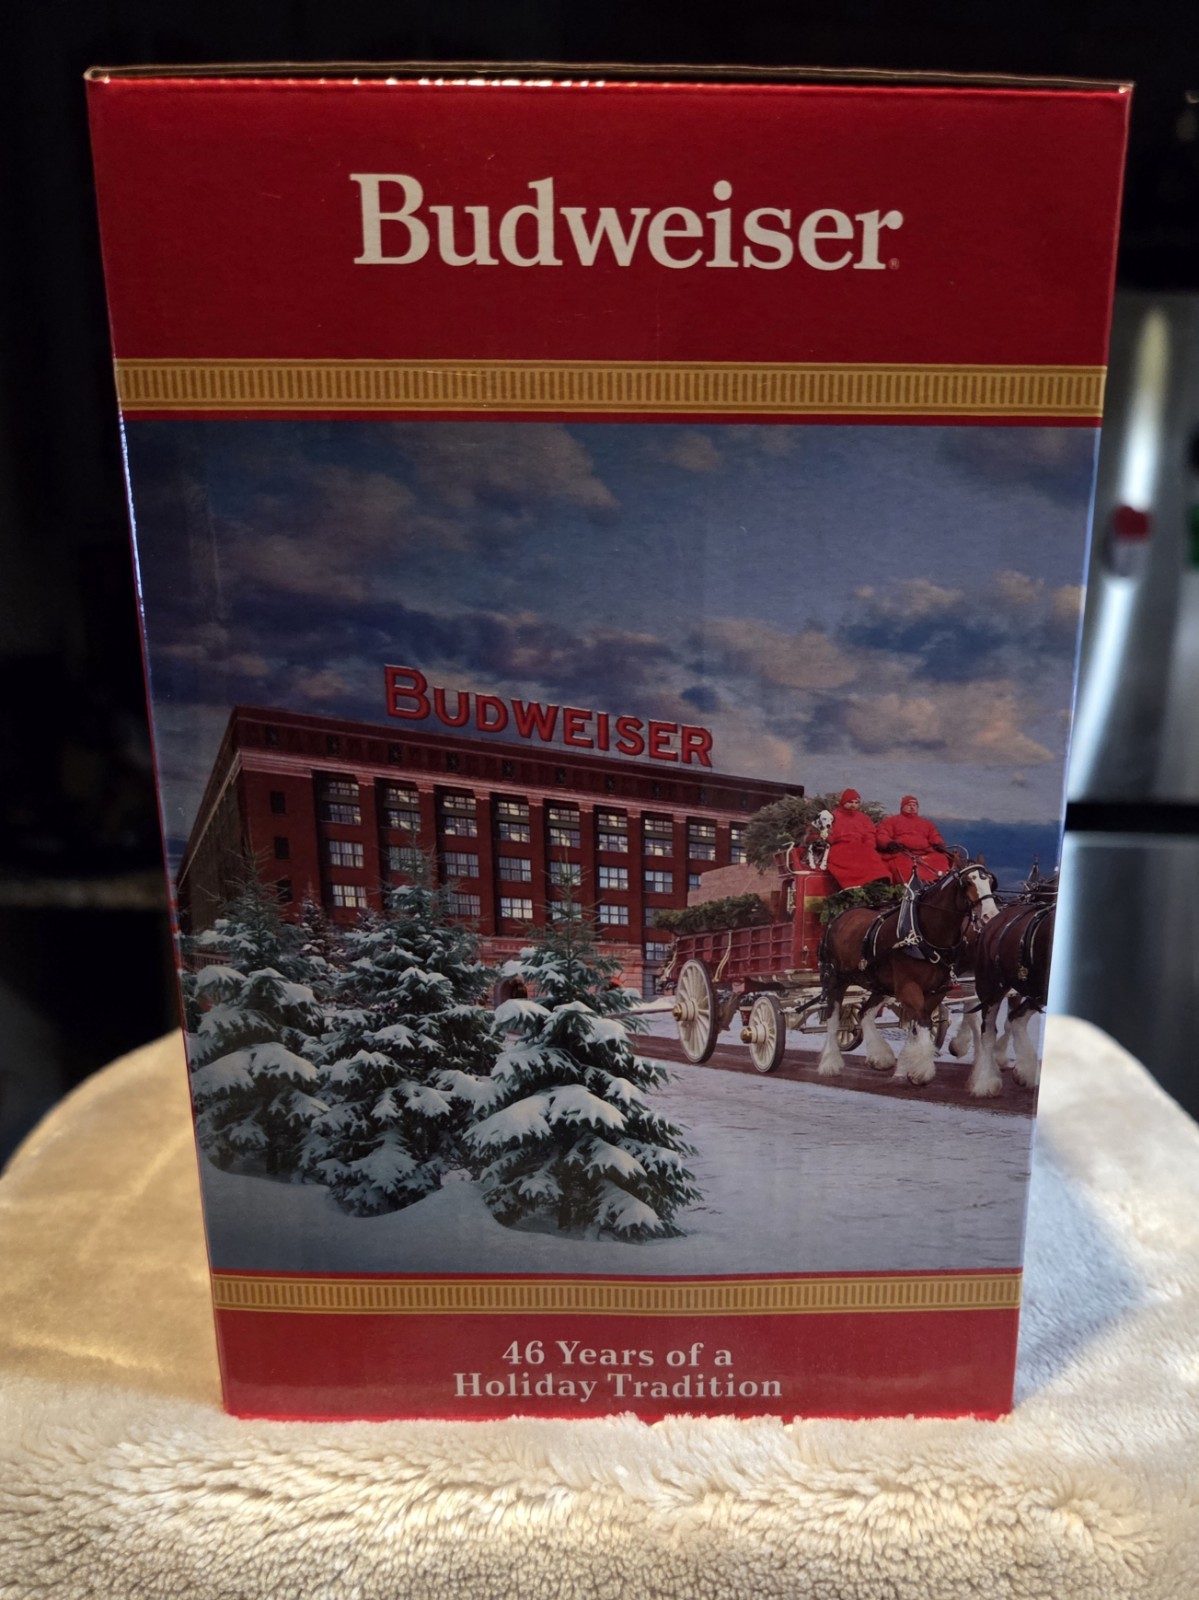 Budweiser®
BUDWEISER
46 Years of a
Holiday Tradition